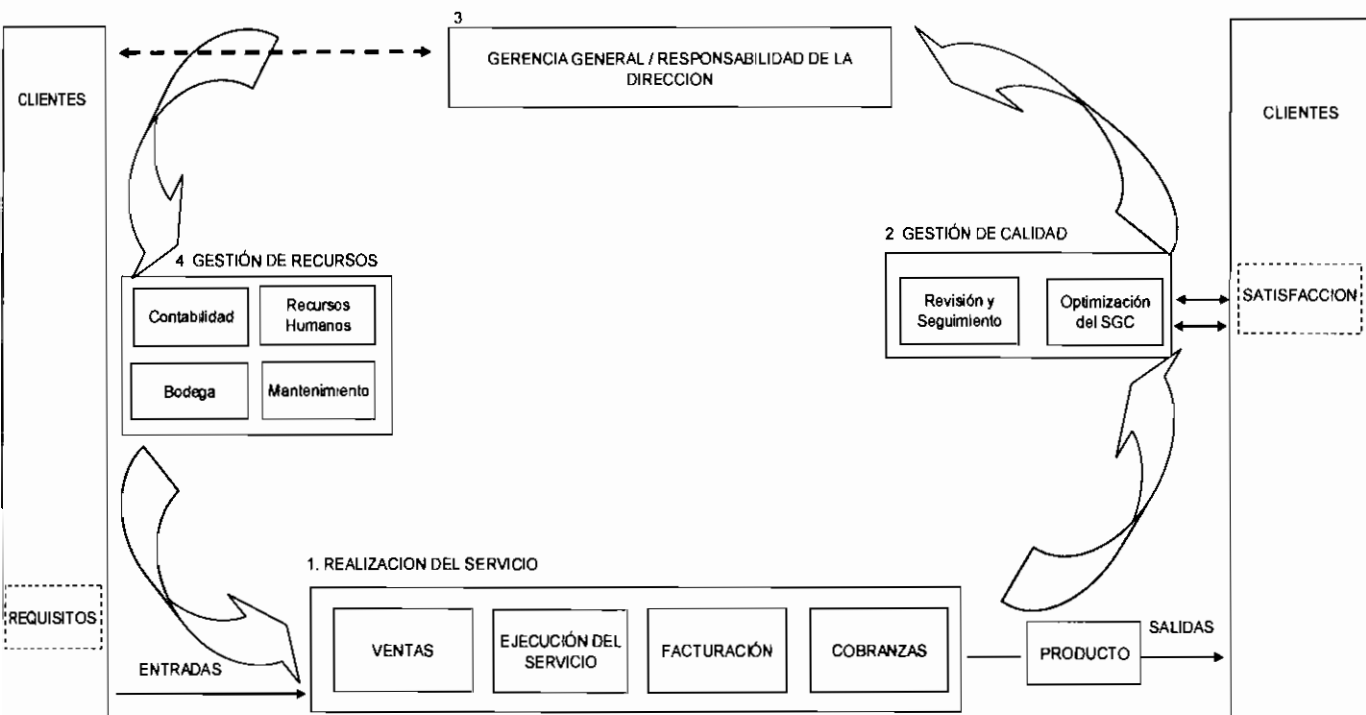 3
GERENCIA GENERAL / RESPONSABILIDAD DE LA
DIRECCIÓN
CLIENTES
CLIENTES
2 GESTIÓN DE CALIDAD
Revisión y
Seguimiento
Optimización
del SGC
SATISFACCION
4 GESTIÓN DE RECURSOS
Contabilidad
Recursos
Humanos
Bodega
Mantenimiento
1. REALIZACION DEL SERVICIO
REQUISITOS
ENTRADAS
VENTAS
EJECUCIÓN DEL
SERVICIO
FACTURACIÓN
COBRANZAS
PRODUCTO
SALIDAS